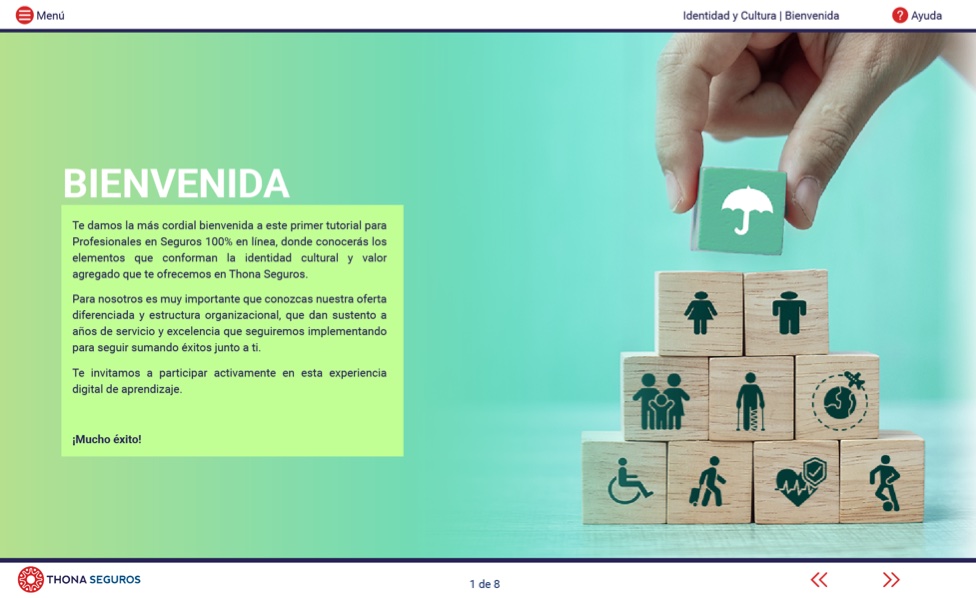 Menú
Identidad y Cultura | Bienvenida
? Ayuda
BIENVENIDA
Te damos la más cordial bienvenida a este primer tutorial para
Profesionales en Seguros 100% en línea, donde conocerás los
elementos que conforman la identidad cultural y valor
agregado que te ofrecemos en Thona Seguros.
Para nosotros es muy importante que conozcas nuestra oferta
diferenciada y estructura organizacional, que dan sustento a
años de servicio y excelencia que seguiremos implementando
para seguir sumando éxitos junto a ti.
Te invitamos a participar activamente en esta experiencia
digital de aprendizaje.
¡Mucho éxito!
THONA SEGUROS
1 de 8